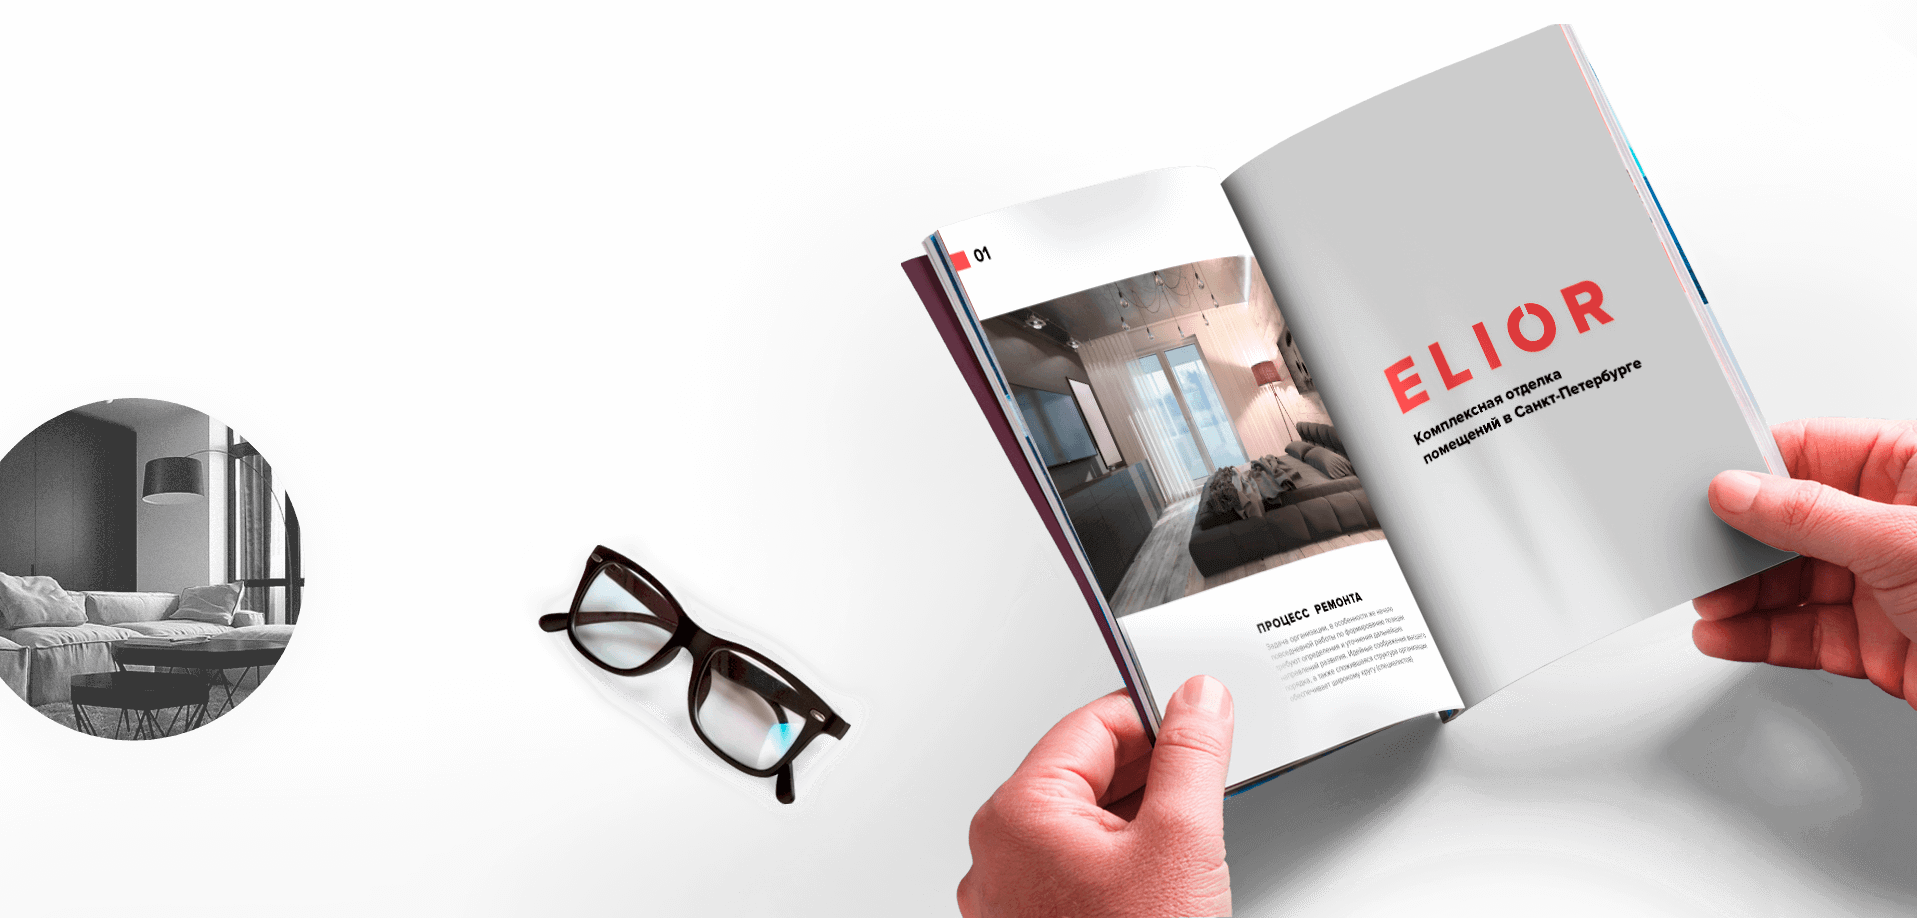 01
ПРОЦЕСС РЕМОНТА
Задача организации, в особенности же начало
повседневной работы по формированию позиции
требуют определения и уточнения дальнейших
направлений развития. Идейные соображения высшего
порядка, а также сложившаяся структура организации
обеспечивает широкому кругу (специалистов)
ELIOR
Комплексная отделка
помещений в Санкт-Петербурге